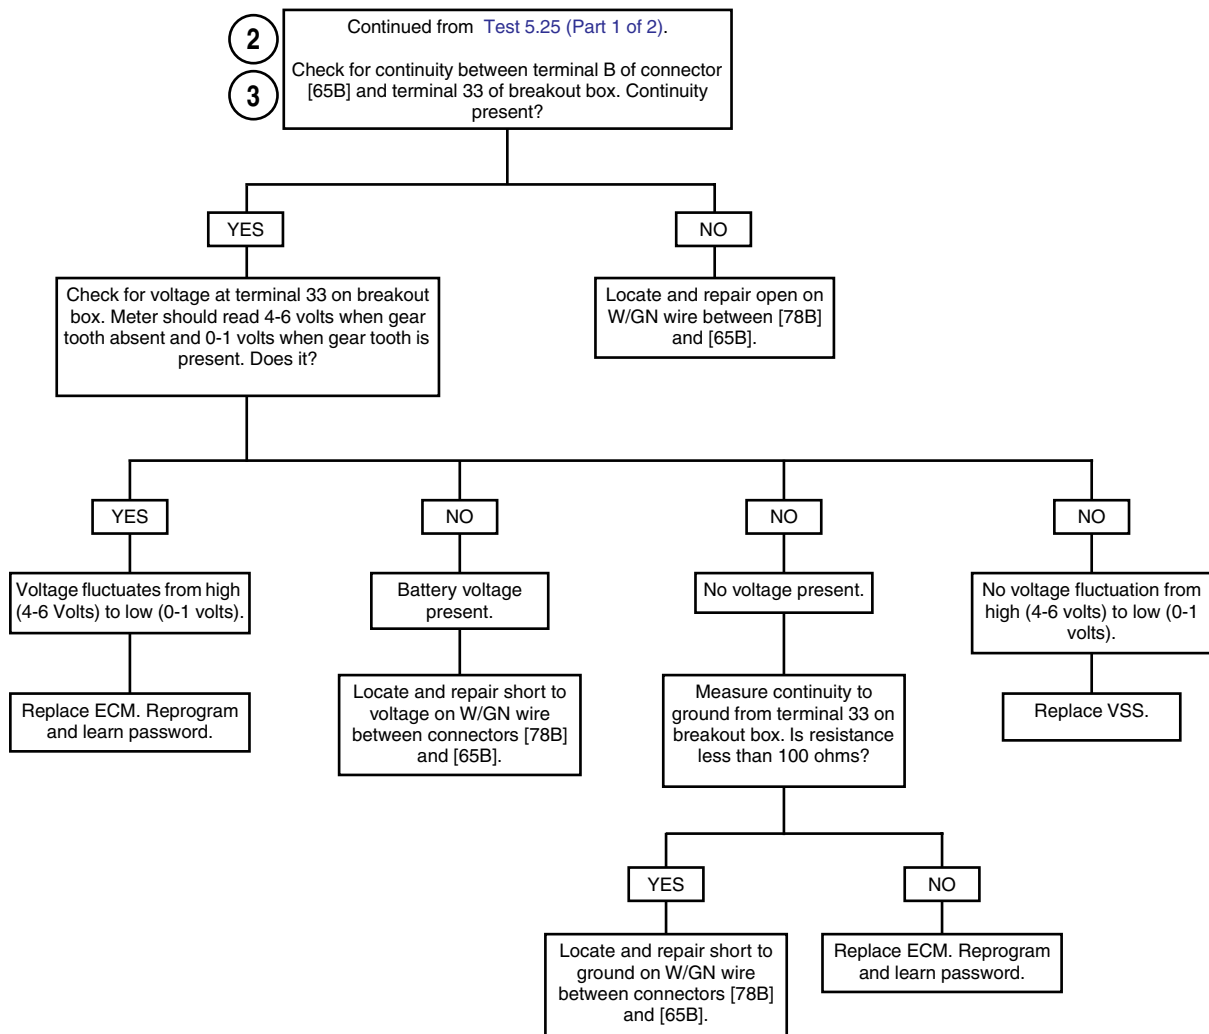 2
3
Continued from Test 5.25 (Part 1 of 2).
Check for continuity between terminal B of connector
[65B] and terminal 33 of breakout box. Continuity
present?
YES
NO
Check for voltage at terminal 33 on breakout
box. Meter should read 4-6 volts when gear
tooth absent and 0-1 volts when gear tooth is
present. Does it?
Locate and repair open on
W/GN wire between [78B]
and [65B].
YES
NO
NO
NO
Voltage fluctuates from high
(4-6 Volts) to low (0-1 volts).
Battery voltage
present.
No voltage present.
No voltage fluctuation from
high (4-6 volts) to low (0-1
volts).
Replace ECM. Reprogram
and learn password.
Locate and repair short to
voltage on W/GN wire
between connectors [78B]
and [65B].
Measure continuity to
ground from terminal 33 on
breakout box. Is resistance
less than 100 ohms?
Replace VSS.
YES
NO
Locate and repair short to
ground on W/GN wire
between connectors [78B]
and [65B].
Replace ECM. Reprogram
and learn password.